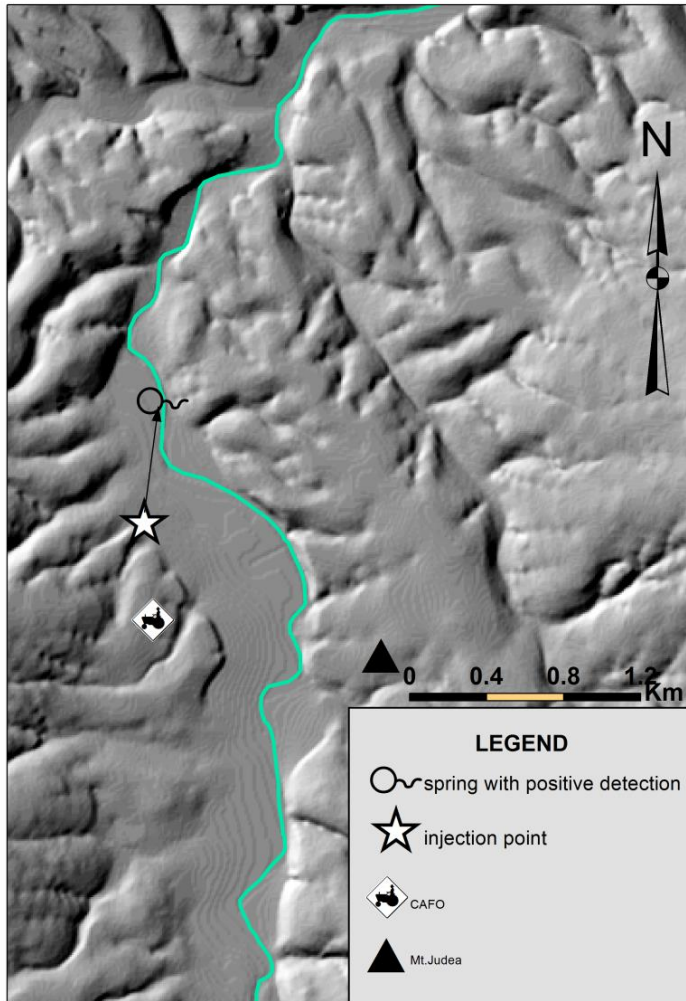 N
0 0.4 0.8 1.2
Km
LEGEND
spring with positive detection
injection point
CAFO
Mt.Judea